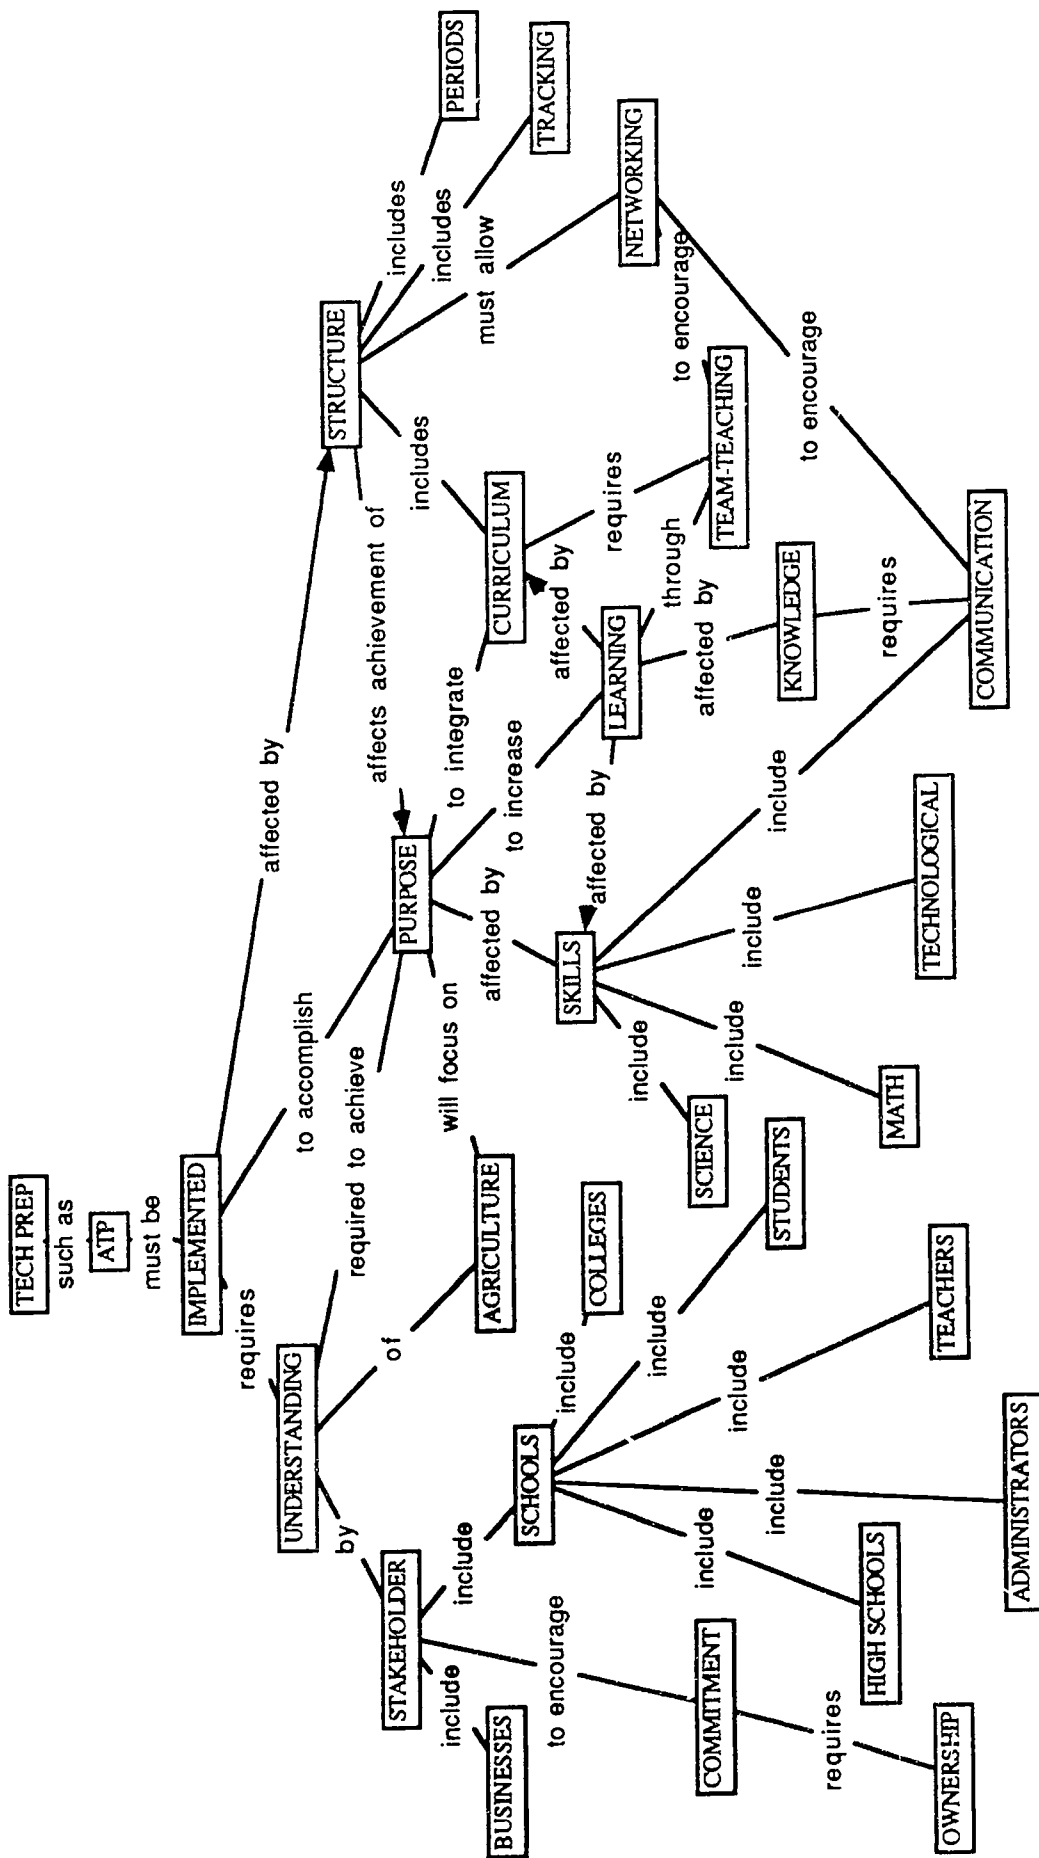 TECH PREP
such as
ATP
must be
IMPLEMENTED
requires
to accomplish
affected by
UNDERSTANDING
required to achieve
STRUCTURE
by
of
affects achievement of
includes
includes
includes
must allow
PERIODS
TRACKING
STAKEHOLDER
PURPOSE
include
include
to encourage
will focus on
affected by
to increase
to integrate
BUSINESSES
SCHOOLS
AGRICULTURE
CURRICULUM
include
include
include
include
include
COLLEGES
STUDENTS
TEACHERS
ADMINISTRATORS
HIGH SCHOOLS
COMMITMENT
requires
OWNERSHIP
SKILLS
affected by
LEARNING
affected by
through
affected by
requires
include
include
include
include
SCIENCE
MATH
TECHNOLOGICAL
KNOWLEDGE
requires
TEAM-TEACHING
to encourage
NETWORKING
to encourage
COMMUNICATION